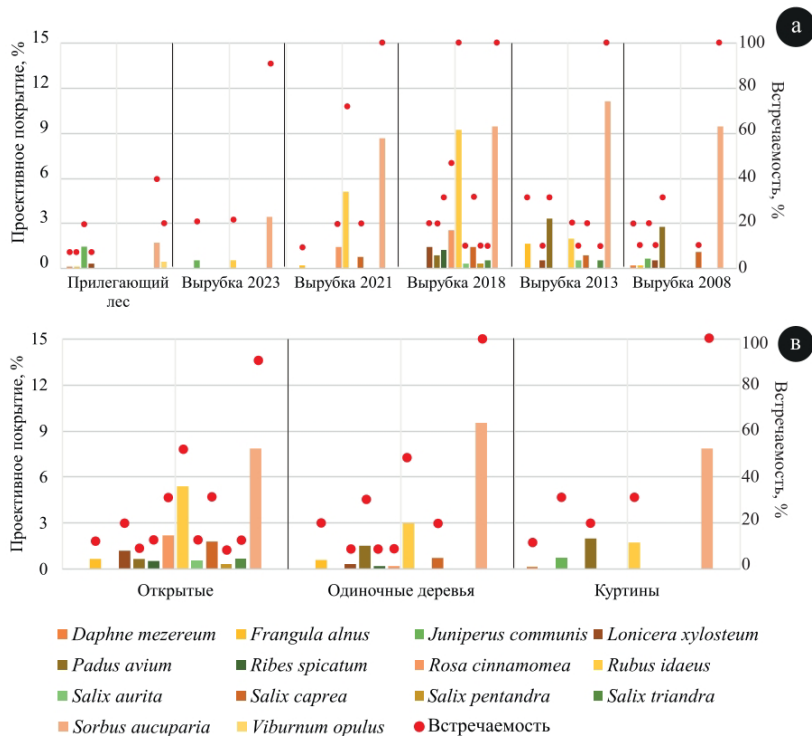 а
Проективное покрытие, %
15
12
9
6
3
0
100
80
60
40
20
0
Встречаемость, %
Прилегающий
лес
Вырубка 2023
Вырубка 2021
Вырубка 2018
Вырубка 2013
Вырубка 2008
в
Проективное покрытие, %
15
12
9
6
3
0
100
80
60
40
20
0
Встречаемость, %
Открытые
Одиночные деревья
Куртины
Daphne mezereum Frangula alnus Juniperus communis Lonicera xylosteum
Padus avium Ribes spicatum Rosa cinnamomea Rubus idaeus
Salix aurita Salix caprea Salix pentandra Salix triandra
Sorbus aucuparia Viburnum opulus Встречаемость